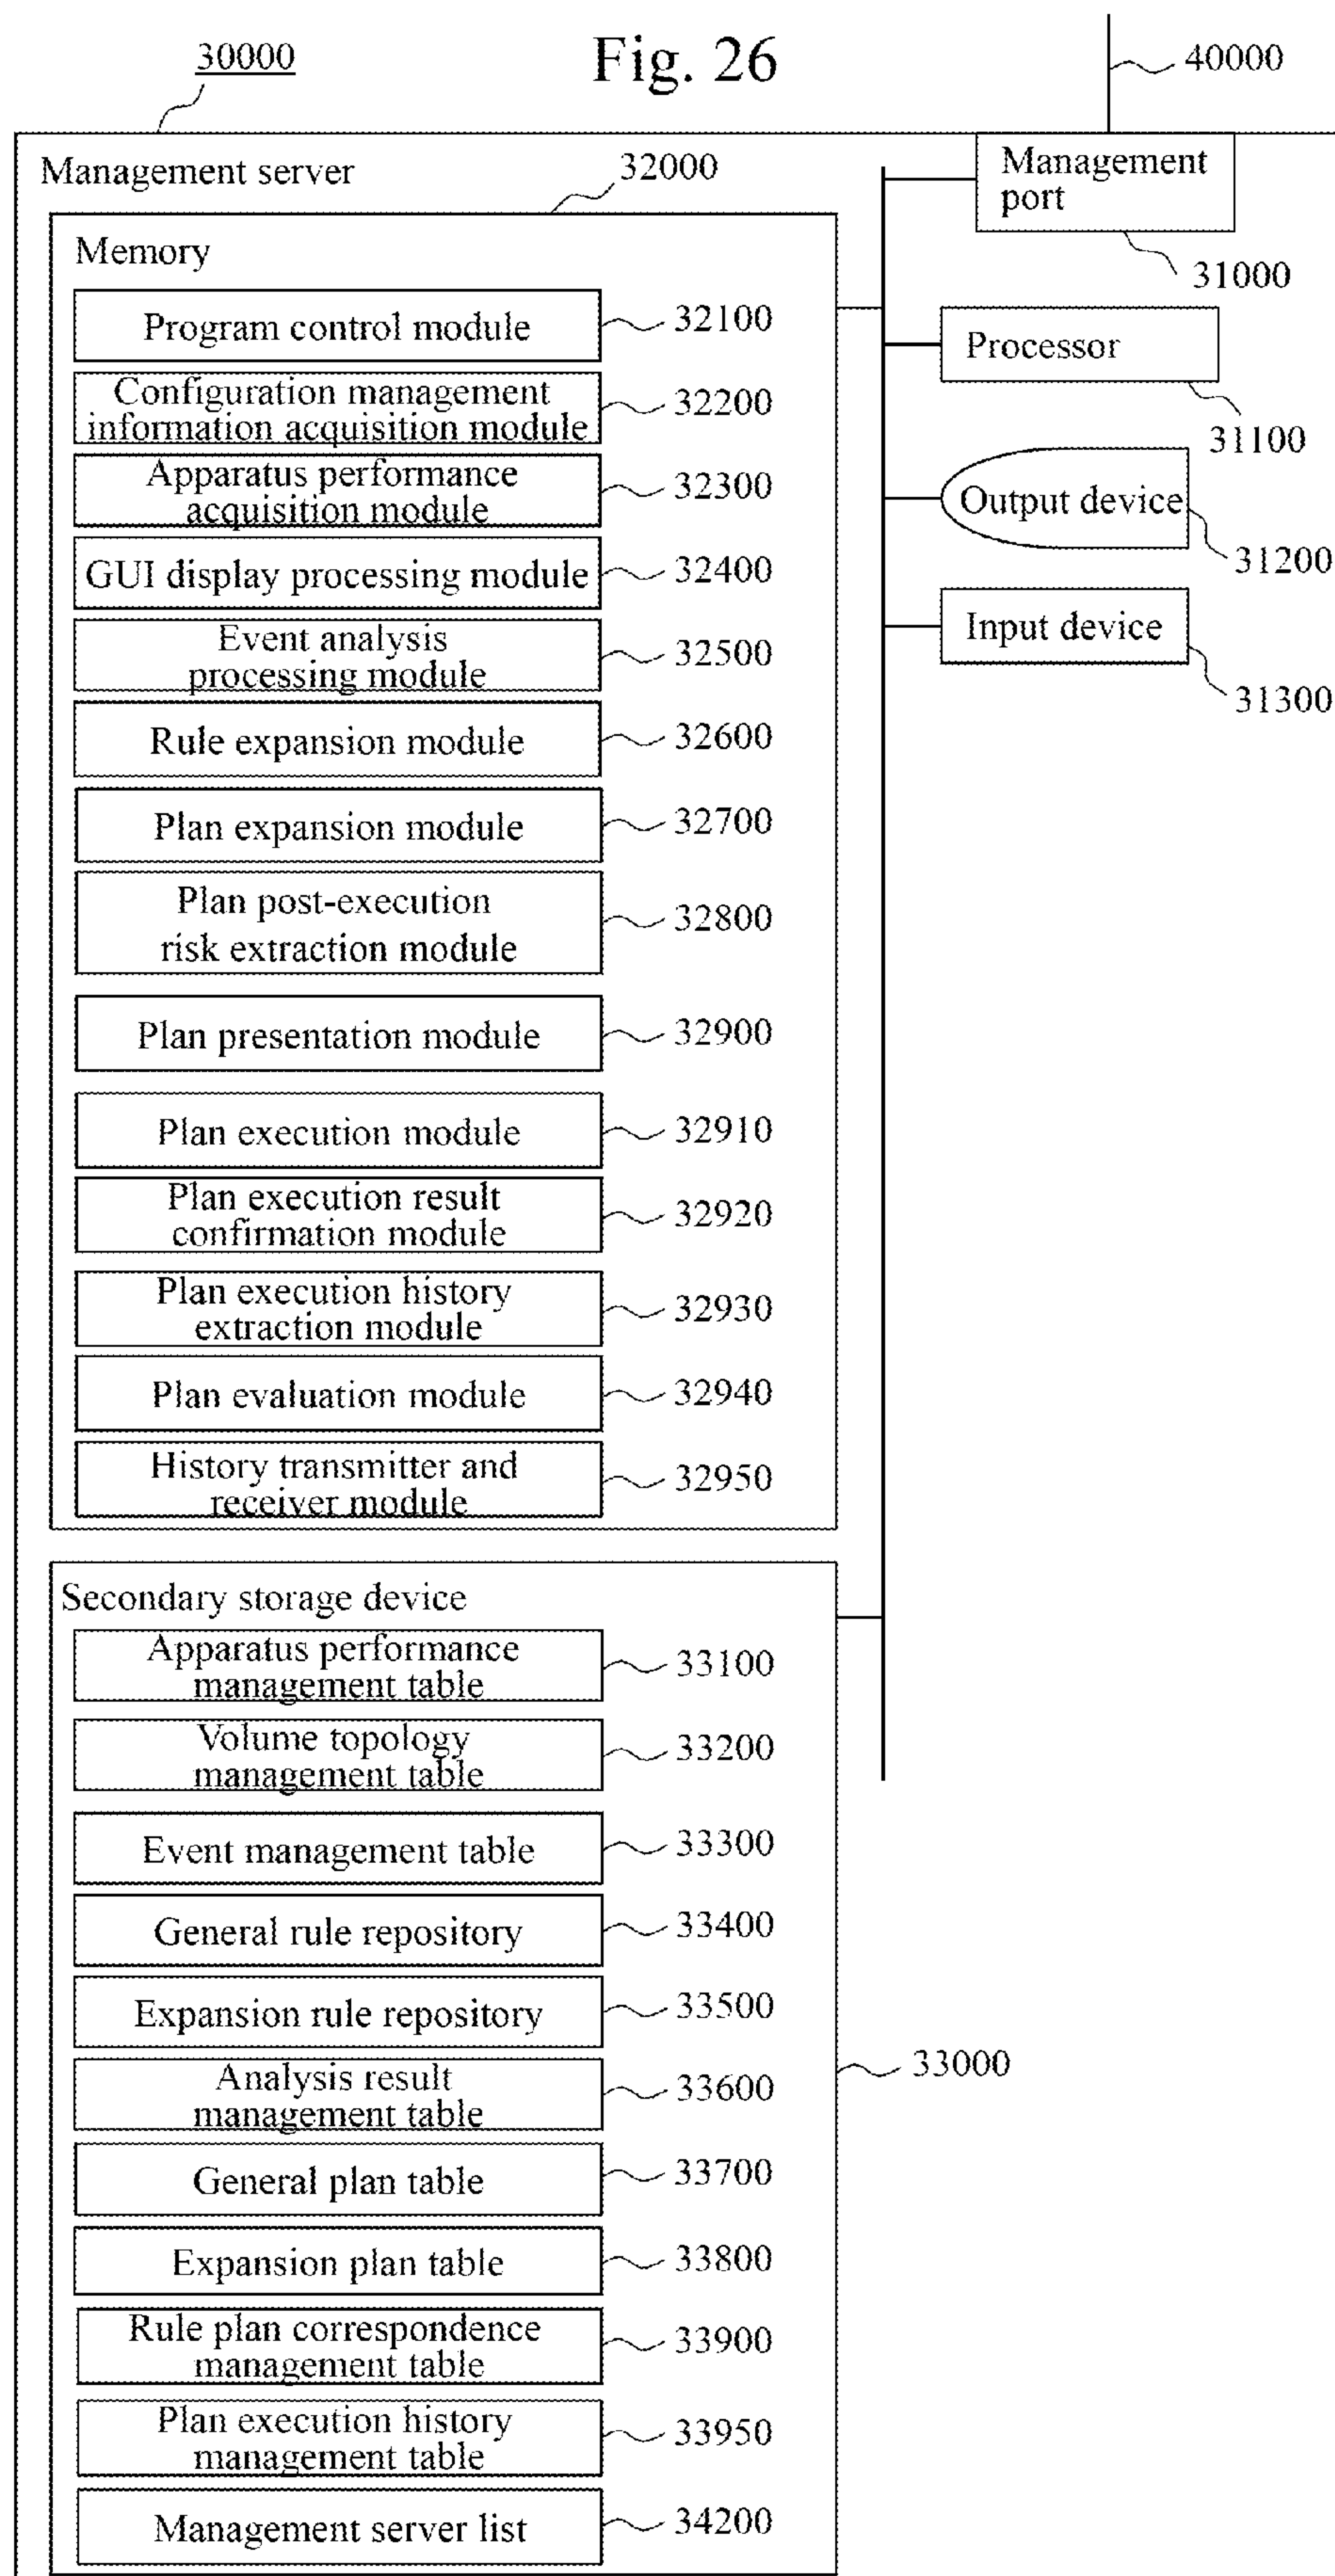 Fig. 26
30000
40000
Management server
32000
Management
port
31000
Memory
Program control module
32100
Processor
31100
Configuration management
information acquisition module
32200
Apparatus performance
acquisition module
32300
Output device
31200
GUI display processing module
32400
Input device
31300
Event analysis
processing module
32500
Rule expansion module
32600
Plan expansion module
32700
Plan post-execution
risk extraction module
32800
Plan presentation module
32900
Plan execution module
32910
Plan execution result
confirmation module
32920
Plan execution history
extraction module
32930
Plan evaluation module
32940
History transmitter and
receiver module
32950
Secondary storage device
33000
Apparatus performance
management table
33100
Volume topology
management table
33200
Event management table
33300
General rule repository
33400
Expansion rule repository
33500
Analysis result
management table
33600
General plan table
33700
Expansion plan table
33800
Rule plan correspondence
management table
33900
Plan execution history
management table
33950
Management server list
34200